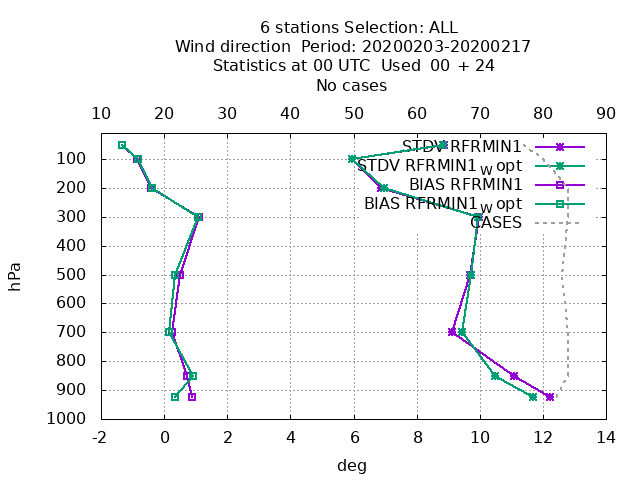 6 stations Selection: ALL
Wind direction  Period: 20200203-20200217
Statistics at 00 UTC  Used  00 + 24
No cases
10 20 30 40 50 60 70 80 90
STDV RFRMIN1
STDV RFRMIN1w opt
BIAS RFRMIN1
BIAS RFRMIN1w opt
CASES
hPa
100
200
300
400
500
600
700
800
900
1000
-2 0 2 4 6 8 10 12 14
deg